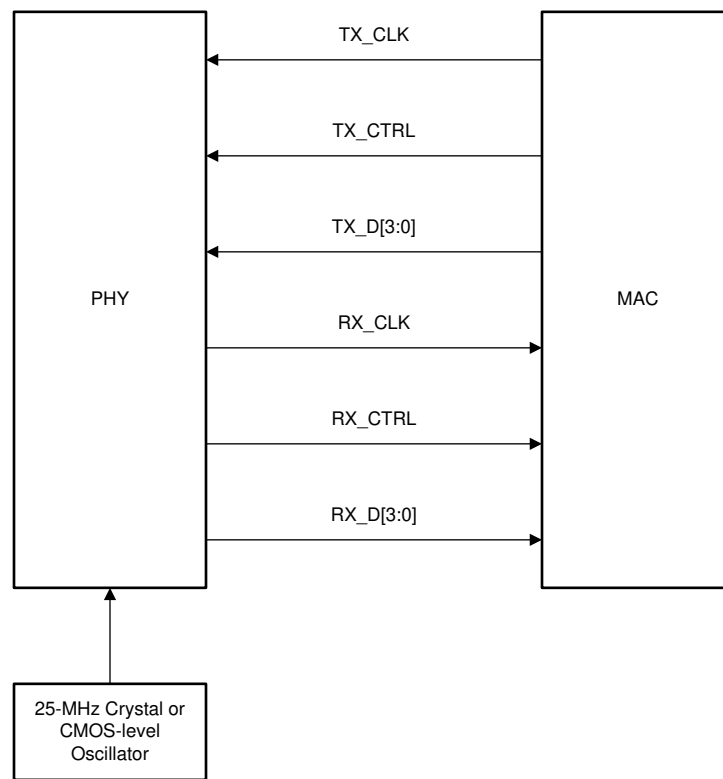 TX_CLK
TX_CTRL
TX_D[3:0]
PHY
MAC
RX_CLK
RX_CTRL
RX_D[3:0]
25-MHz Crystal or
CMOS-level
Oscillator